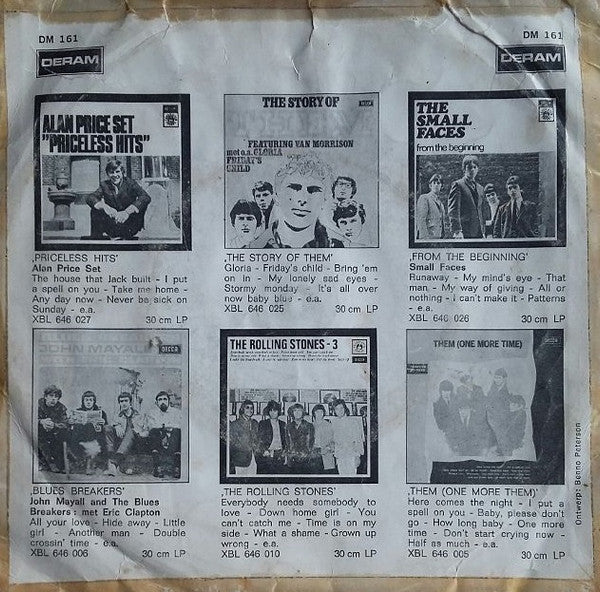 DM 161
DM 161
DERAM
DERAM
ALAN PRICE SET
"PRICELESS HITS"
THE STORY OF
FEATURING VAN MORRISON
met o.a. GLORIA
FRIDAY'S
CHILD
THE
SMALL
FACES
from the beginning
‚PRICELESS HITS'
Alan Price Set
The house that Jack built - I put
a spell on you - Take me home -
Any day now - Never be sick on
Sunday - e.a.
XBL 646 027 30 cm LP
‚THE STORY OF THEM'
Gloria - Friday's child - Bring 'em
on in - My lonely sad eyes -
Stormy monday - It's all over
now baby blue - e.a.
XBL 646 025 30 cm LP
‚FROM THE BEGINNING'
Small Faces
Runaway - My mind's eye - That
man - My way of giving - All or
nothing - I can't make it - Patterns
- e.a.
XBL 646 026 30 cm LP
JOHN MAYALL
DECCA
THE ROLLING STONES - 3
THEM (ONE MORE TIME)
‚BLUES BREAKERS'
John Mayall and The Blues
Breakers: met Eric Clapton
All your love - Hide away - Little
girl - Another man - Double
crossin' time - e.a.
XBL 646 006 30 cm LP
‚THE ROLLING STONES'
Everybody needs somebody to
love - Down home girl - You
can't catch me - Time is on my
side - What a shame - Grown up
wrong - e.a.
XBL 646 010 30 cm LP
‚THEM (ONE MORE THEM)'
Here comes the night - I put a
spell on you - Baby, please don't
go - How long baby - One more
time - Don't start crying now -
Half as much - e.a.
XBL 646 005 30 cm LP
Ontwerp: Benno Peterson